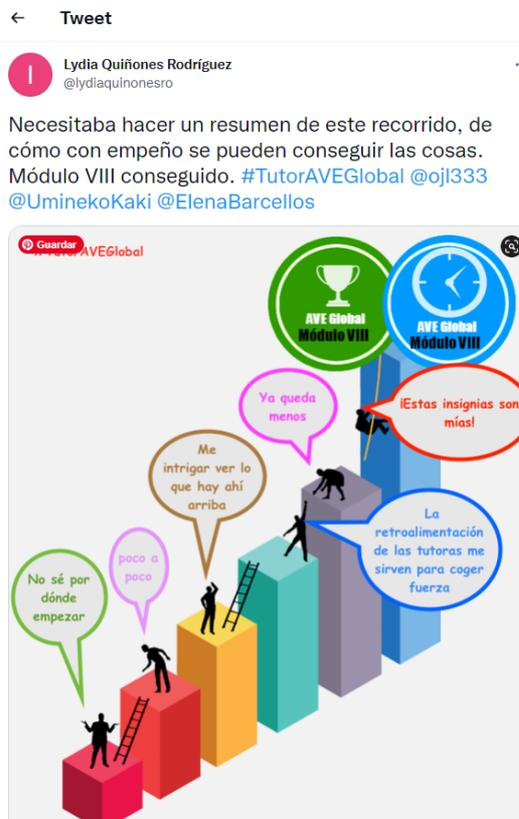 Tweet
I
Lydia Quiñones Rodríguez
@lydiaquinonesro
Necesitaba hacer un resumen de este recorrido, de
cómo con empeño se pueden conseguir las cosas.
Módulo VIII conseguido. #TutorAVEGlobal @ojl333
@UminekoKaki @ElenaBarcellos
Guardar
#TutorAVEGlobal
AVE Global
Módulo VIII
AVE Global
Módulo VIII
¡Estas insignias son
mías!
Ya queda
menos
Me
intrigar ver lo
que hay ahí
arriba
La
retroalimentación
de las tutoras me
sirven para coger
fuerza
poco a
poco
No sé por
dónde
empezar